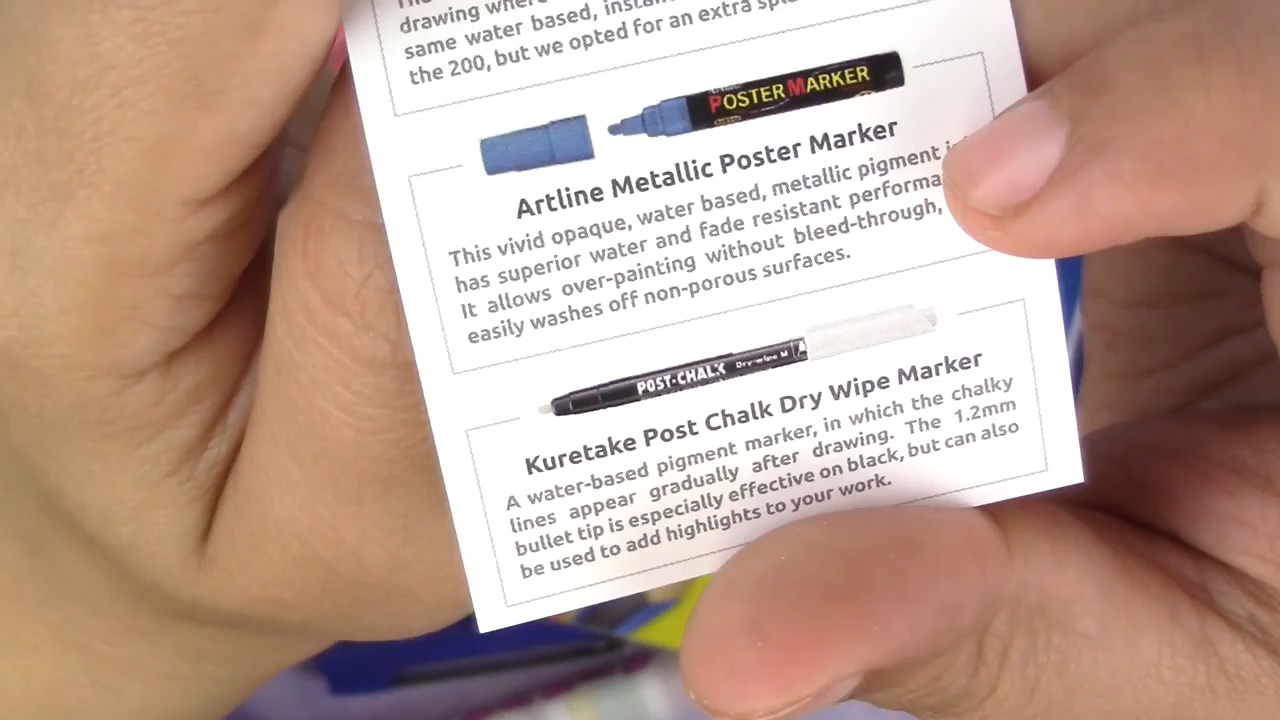 drawing where
same water based, instan
the 200, but we opted for an extra
POSTER MARKER
Artline Metallic Poster Marker
This vivid opaque, water based, metallic pigment
has superior water and fade resistant performa
It allows over-painting without bleed-through,
easily washes off non-porous surfaces.
POST-CHALK Dry-wipe M
Kuretake Post Chalk Dry Wipe Marker
A water-based pigment marker, in which the chalky
lines appear gradually after drawing. The 1.2mm
bullet tip is especially effective on black, but can also
be used to add highlights to your work.